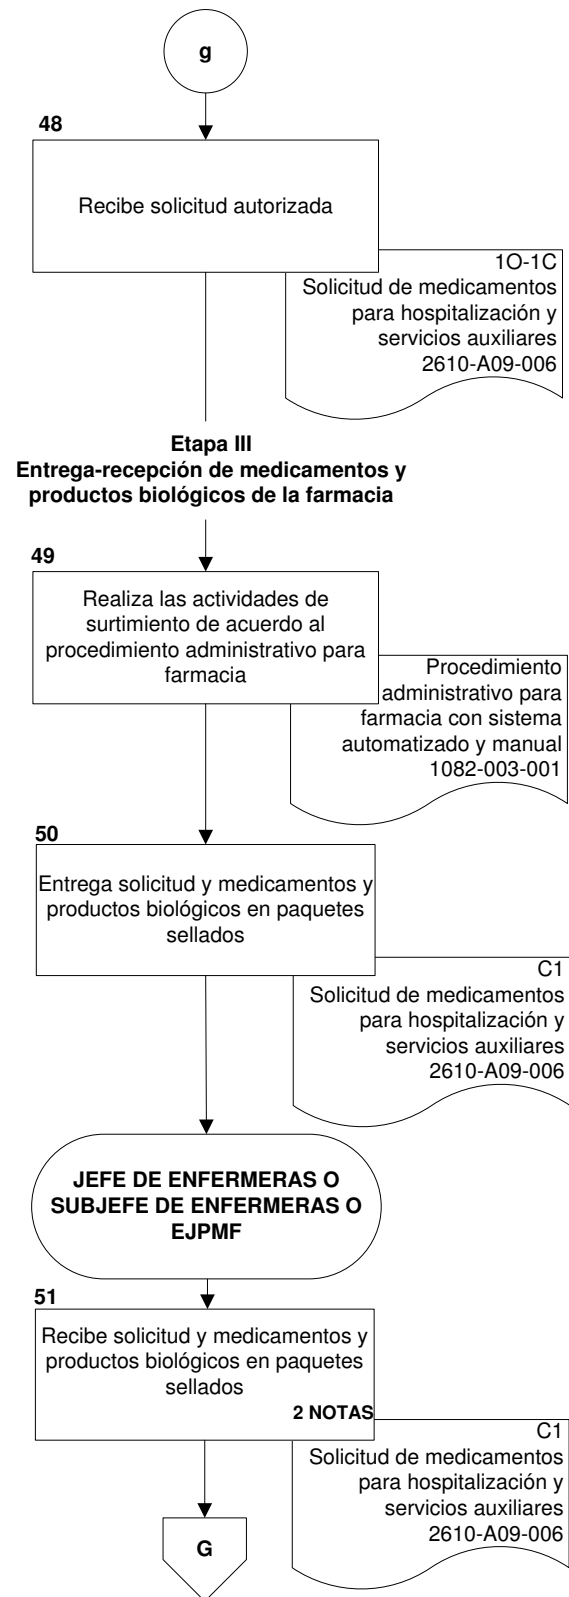 g
48
Recibe solicitud autorizada
1O-1C
Solicitud de medicamentos
para hospitalización y
servicios auxiliares
2610-A09-006
Etapa III
Entrega-recepción de medicamentos y
productos biológicos de la farmacia
49
Realiza las actividades de
surtimiento de acuerdo al
procedimiento administrativo para
farmacia
Procedimiento
administrativo para
farmacia con sistema
automatizado y manual
1082-003-001
50
Entrega solicitud y medicamentos y
productos biológicos en paquetes
sellados
C1
Solicitud de medicamentos
para hospitalización y
servicios auxiliares
2610-A09-006
JEFE DE ENFERMERAS O
SUBJEFE DE ENFERMERAS O
EJPMF
51
Recibe solicitud y medicamentos y
productos biológicos en paquetes
sellados
2 NOTAS
C1
Solicitud de medicamentos
para hospitalización y
servicios auxiliares
2610-A09-006
G